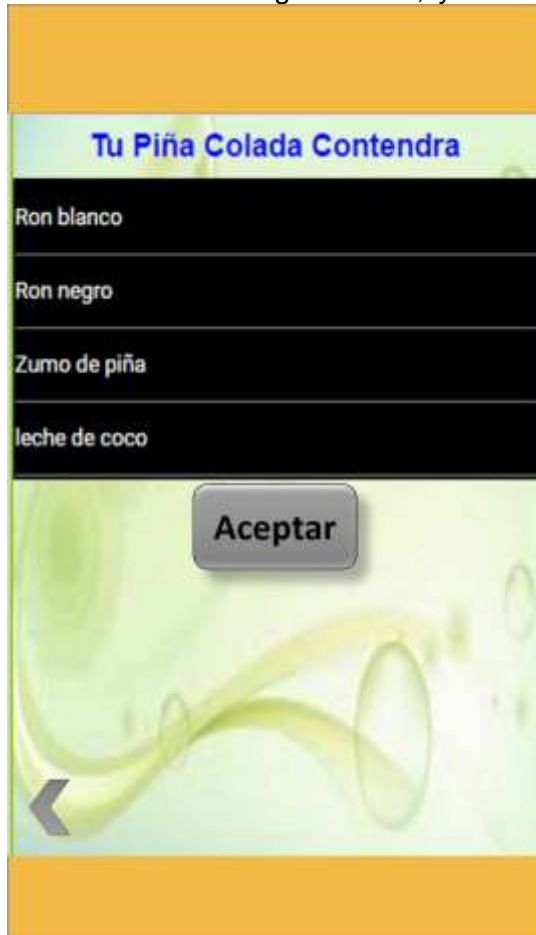 Tu Piña Colada Contendra
Ron blanco
Ron negro
Zumo de piña
leche de coco
Aceptar